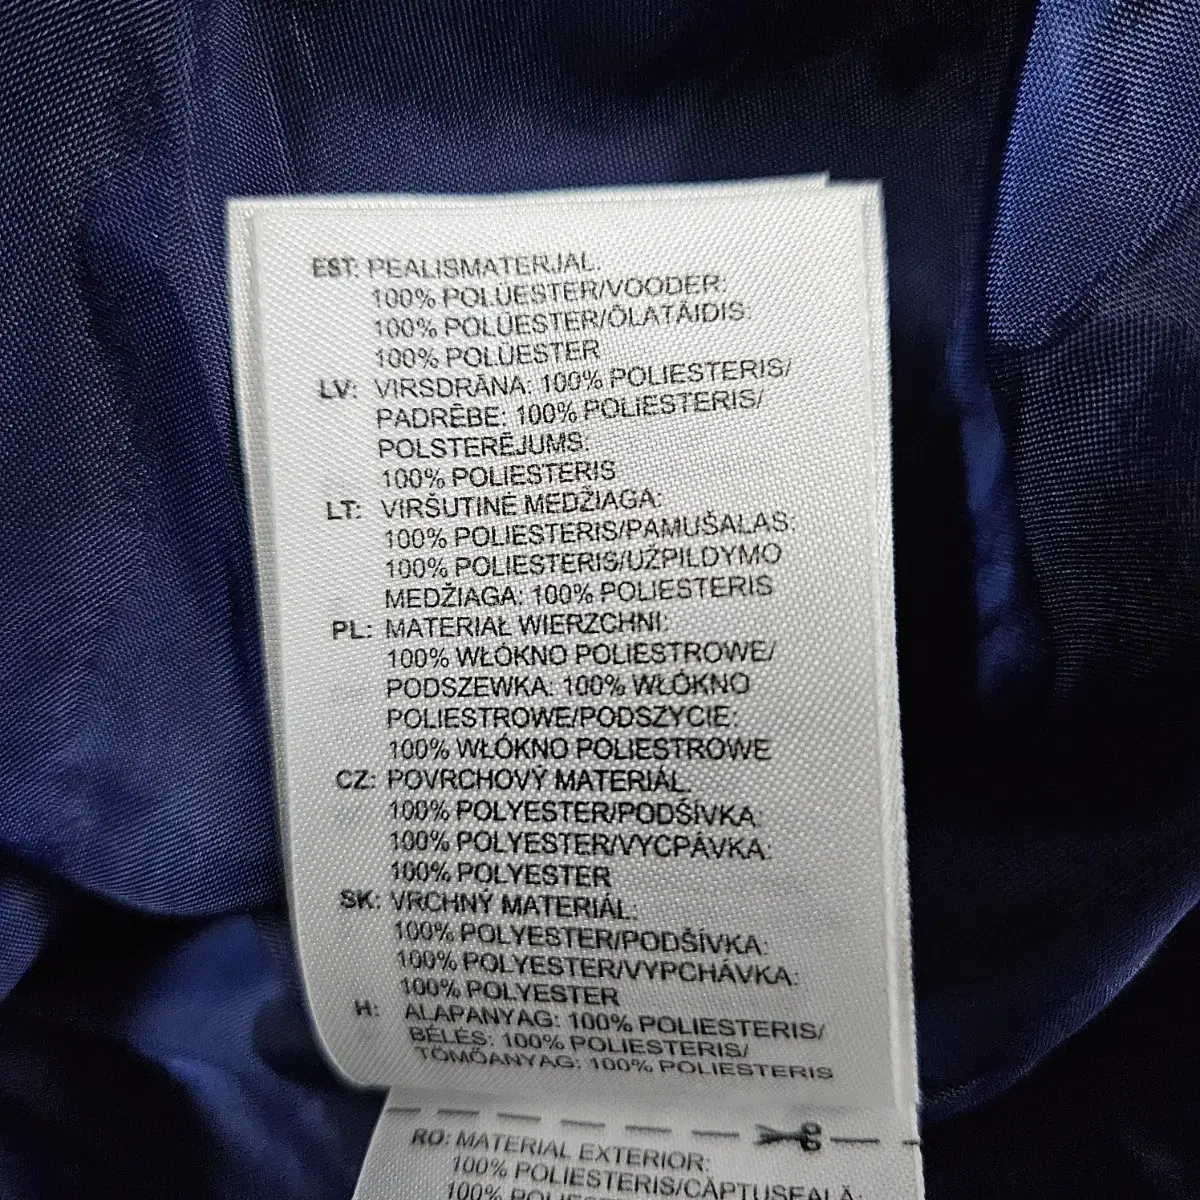 EST: PEALISMATERJAL:
100% POLÜESTER/VOODER:
100% POLÜESTER/ÕLATÄIDIS:
100% POLÜESTER
LV: VIRSDRĀNA: 100% POLIESTERIS/
PADRĒBE: 100% POLIESTERIS/
POLSTERĒJUMS:
100% POLIESTERIS
LT: VIRŠUTINĖ MEDŽIAGA:
100% POLIESTERIS/PAMUŠALAS:
100% POLIESTERIS/UŽPILDYMO
MEDŽIAGA: 100% POLIESTERIS
PL: MATERIAŁ WIERZCHNI:
100% WŁÓKNO POLIESTROWE/
PODSZEWKA: 100% WŁÓKNO
POLIESTROWE/PODSZYCIE:
100% WŁÓKNO POLIESTROWE
CZ: POVRCHOVÝ MATERIÁL:
100% POLYESTER/PODŠÍVKA:
100% POLYESTER/VYCPÁVKA:
100% POLYESTER
SK: VRCHNÝ MATERIÁL:
100% POLYESTER/PODŠÍVKA:
100% POLYESTER/VYPCHÁVKA:
100% POLYESTER
H: ALAPANYAG: 100% POLIESTERIS/
BÉLÉS: 100% POLIESTERIS/
TÖMŐANYAG: 100% POLIESTERIS
RO: MATERIAL EXTERIOR:
100% POLIESTERIS/CĂPTUSEALĂ:
100%